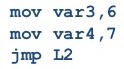 mov var3,6
mov var4,7
jmp L2